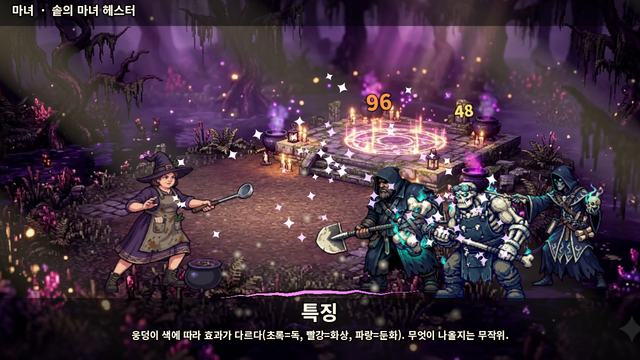 마녀 · 솥의 마녀 헤스터
96
48
특징
웅덩이 색에 따라 효과가 다르다(초록=독, 빨강=화상, 파랑=둔화). 무엇이 나올지는 무작위.